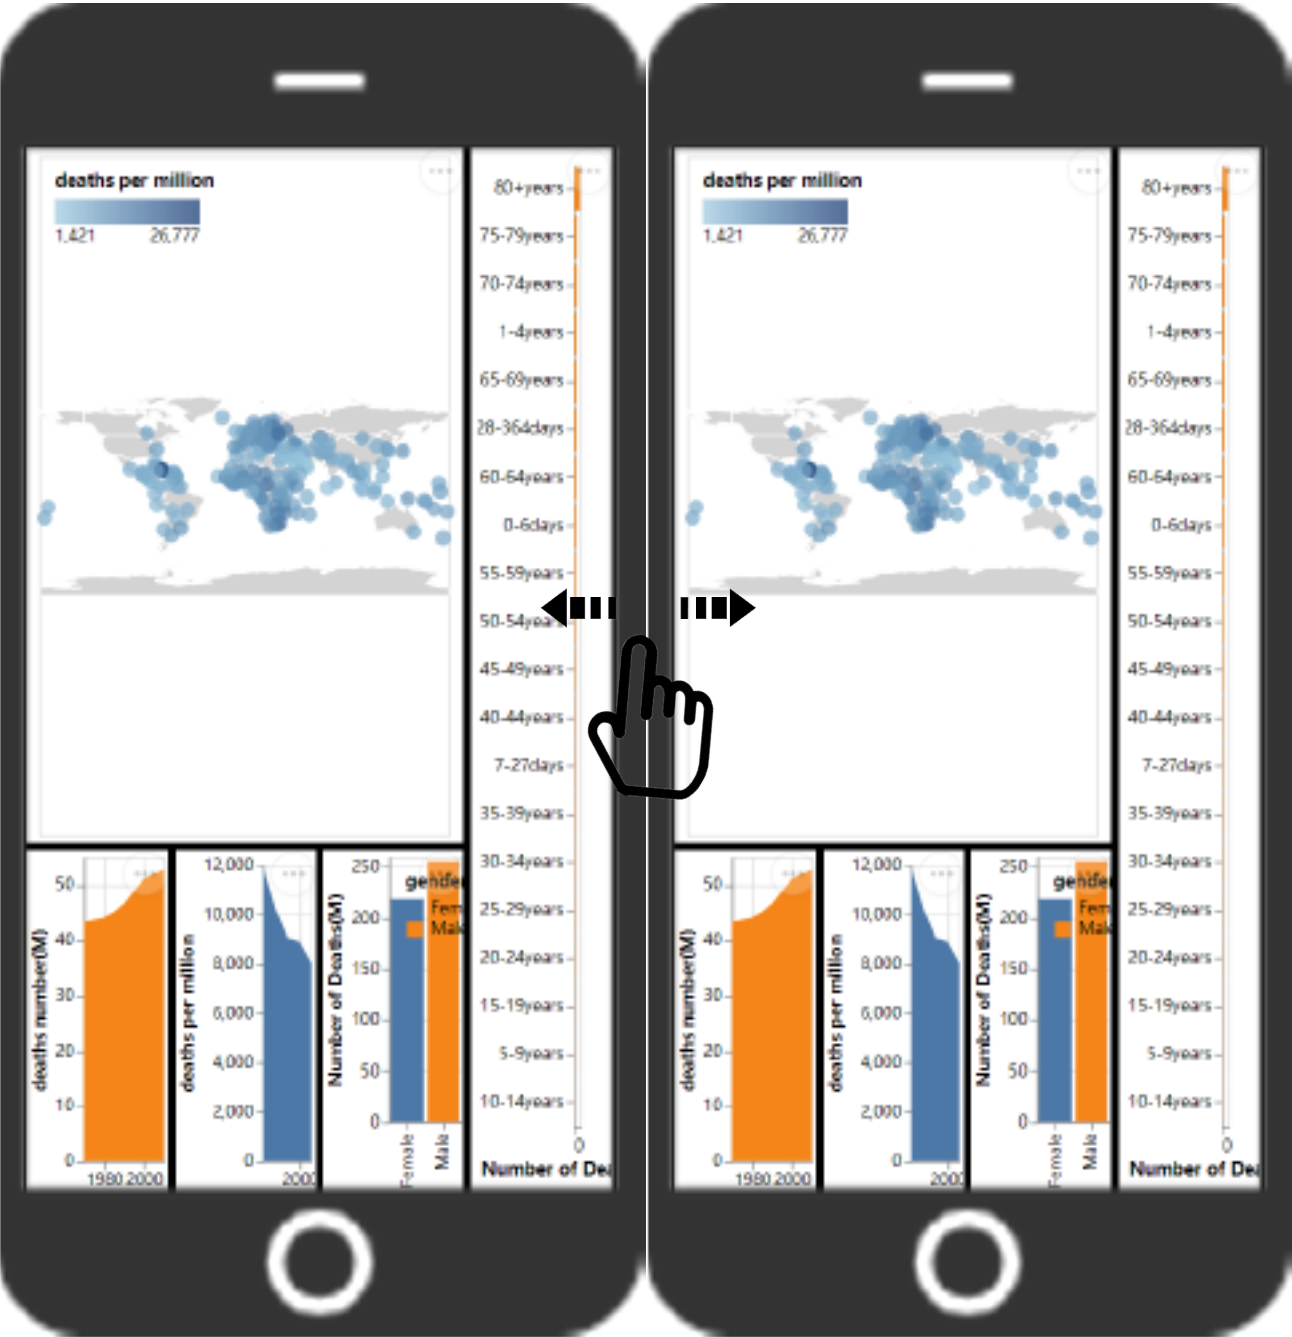 deaths per million
1,421 26,777
80+years
75-79years
70-74years
1-4years
65-69years
28-364days
60-64years
0-6days
55-59years
50-54years
45-49years
40-44years
7-27days
35-39years
30-34years
25-29years
20-24years
15-19years
5-9years
10-14years
0
Number of Dea
deaths number(M)
50
40
30
20
10
0
1980 2000
deaths per million
12,000
10,000
8,000
6,000
4,000
2,000
0
2000
Number of Deaths(M)
250
200
150
100
50
0
gender
Fem
Male
Female
Male
deaths per million
1,421 26,777
80+years
75-79years
70-74years
1-4years
65-69years
28-364days
60-64years
0-6days
55-59years
50-54years
45-49years
40-44years
7-27days
35-39years
30-34years
25-29years
20-24years
15-19years
5-9years
10-14years
0
Number of Dea
deaths number(M)
50
40
30
20
10
0
1980 2000
deaths per million
12,000
10,000
8,000
6,000
4,000
2,000
0
2000
Number of Deaths(M)
250
200
150
100
50
0
gender
Fem
Male
Female
Male